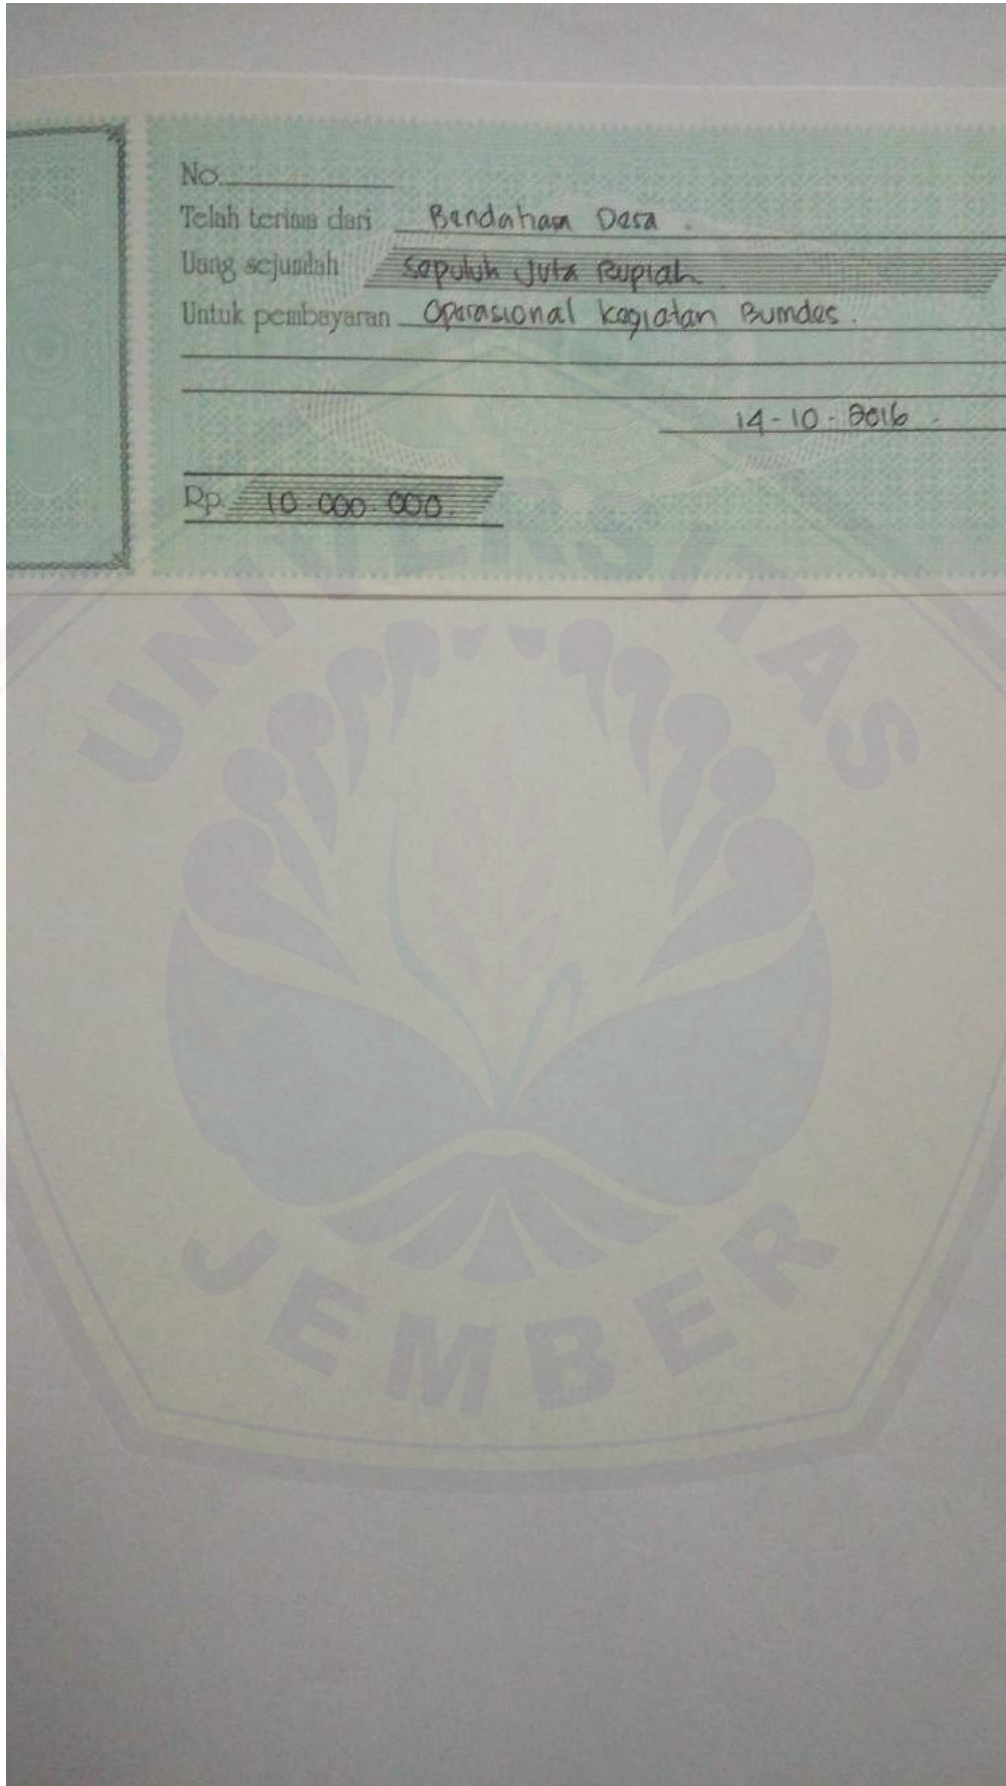 No.
Telah terima dari Bendahara Desa.
Uang sejumlah Sepuluh Juta Rupiah
Untuk pembayaran Operasional kegiatan Bumdes.
14-10-2016.
Rp. 10.000.000.
UNIVERSITAS
JEMBER